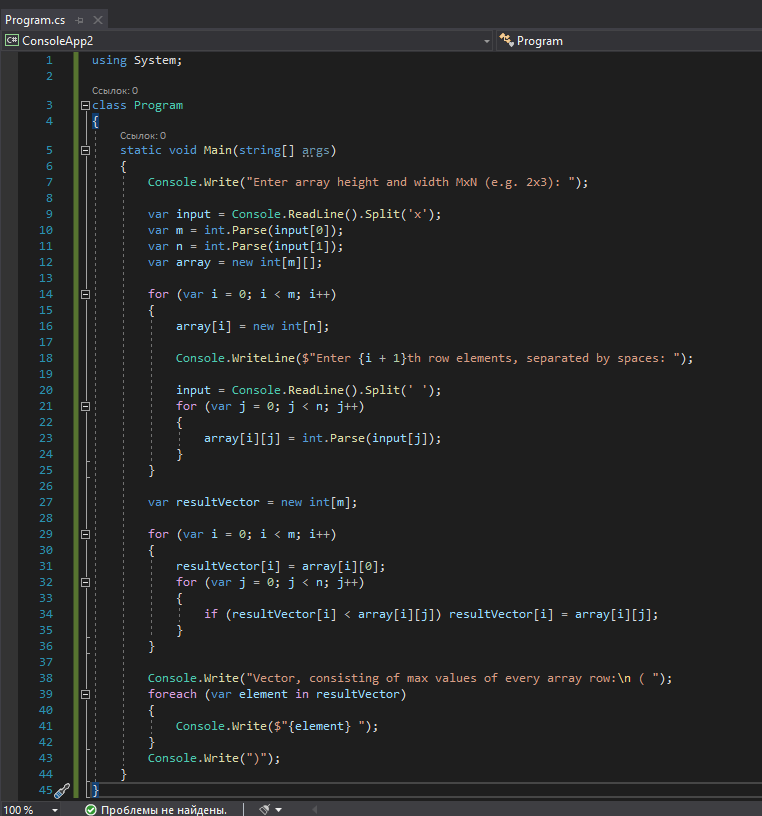 Program.cs
C# ConsoleApp2 Program
1 using System;
2
Ссылок: 0
3 class Program
4 {
Ссылок: 0
5 static void Main(string[] args)
6 {
7 Console.Write("Enter array height and width MxN (e.g. 2x3): ");
8
9 var input = Console.ReadLine().Split('x');
10 var m = int.Parse(input[0]);
11 var n = int.Parse(input[1]);
12 var array = new int[m][];
13
14 for (var i = 0; i < m; i++)
15 {
16 array[i] = new int[n];
17
18 Console.WriteLine($"Enter {i + 1}th row elements, separated by spaces: ");
19
20 input = Console.ReadLine().Split(' ');
21 for (var j = 0; j < n; j++)
22 {
23 array[i][j] = int.Parse(input[j]);
24 }
25 }
26
27 var resultVector = new int[m];
28
29 for (var i = 0; i < m; i++)
30 {
31 resultVector[i] = array[i][0];
32 for (var j = 0; j < n; j++)
33 {
34 if (resultVector[i] < array[i][j]) resultVector[i] = array[i][j];
35 }
36 }
37
38 Console.Write("Vector, consisting of max values of every array row:\n ( ");
39 foreach (var element in resultVector)
40 {
41 Console.Write($"{element} ");
42 }
43 Console.Write(")");
44 }
45 }
100 % Проблемы не найдены.